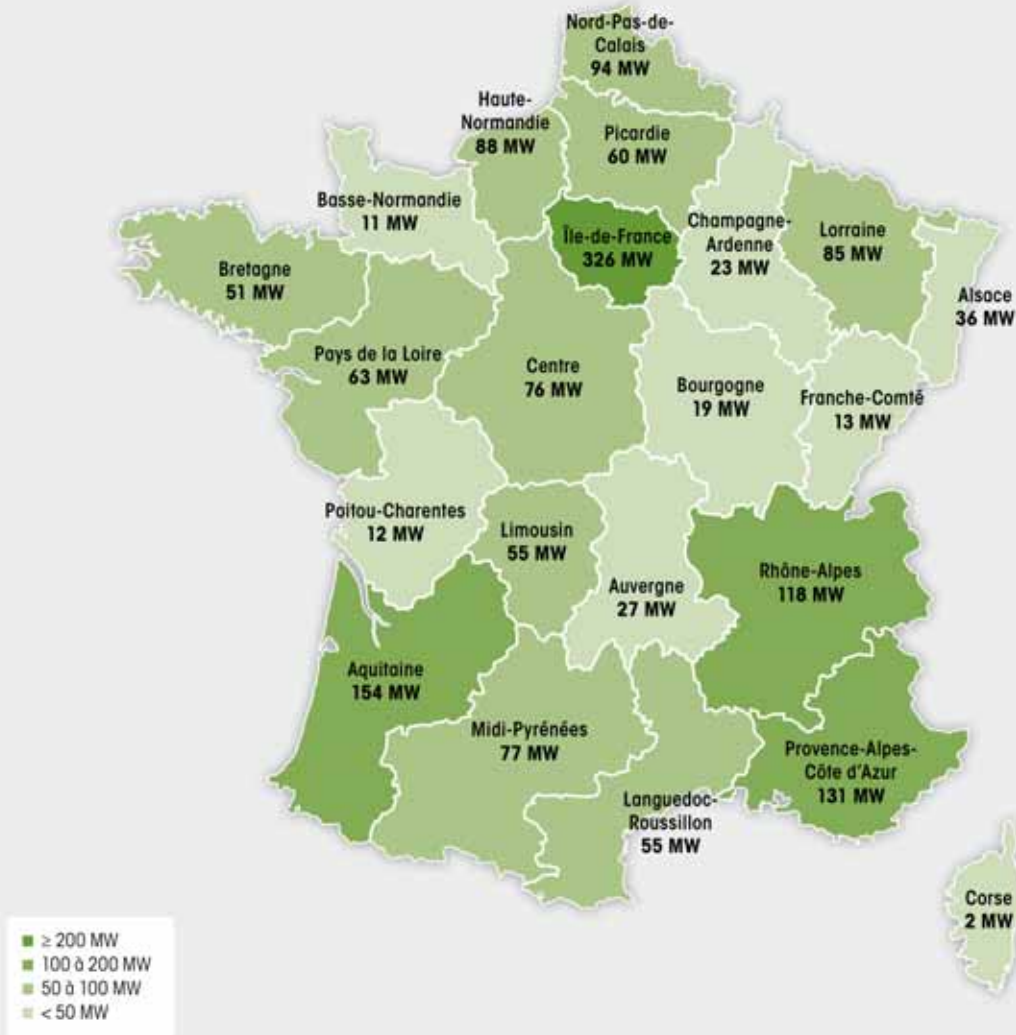 Nord-Pas-de-
Calais
94 MW
Haute-
Normandie
88 MW
Picardie
60 MW
Basse-Normandie
11 MW
Île-de-France
326 MW
Champagne-
Ardenne
23 MW
Lorraine
85 MW
Alsace
36 MW
Bretagne
51 MW
Pays de la Loire
63 MW
Centre
76 MW
Bourgogne
19 MW
Franche-Comté
13 MW
Poitou-Charentes
12 MW
Limousin
55 MW
Auvergne
27 MW
Rhône-Alpes
118 MW
Aquitaine
154 MW
Midi-Pyrénées
77 MW
Languedoc-
Roussillon
55 MW
Provence-Alpes-
Côte d'Azur
131 MW
Corse
2 MW
≥ 200 MW
100 à 200 MW
50 à 100 MW
< 50 MW